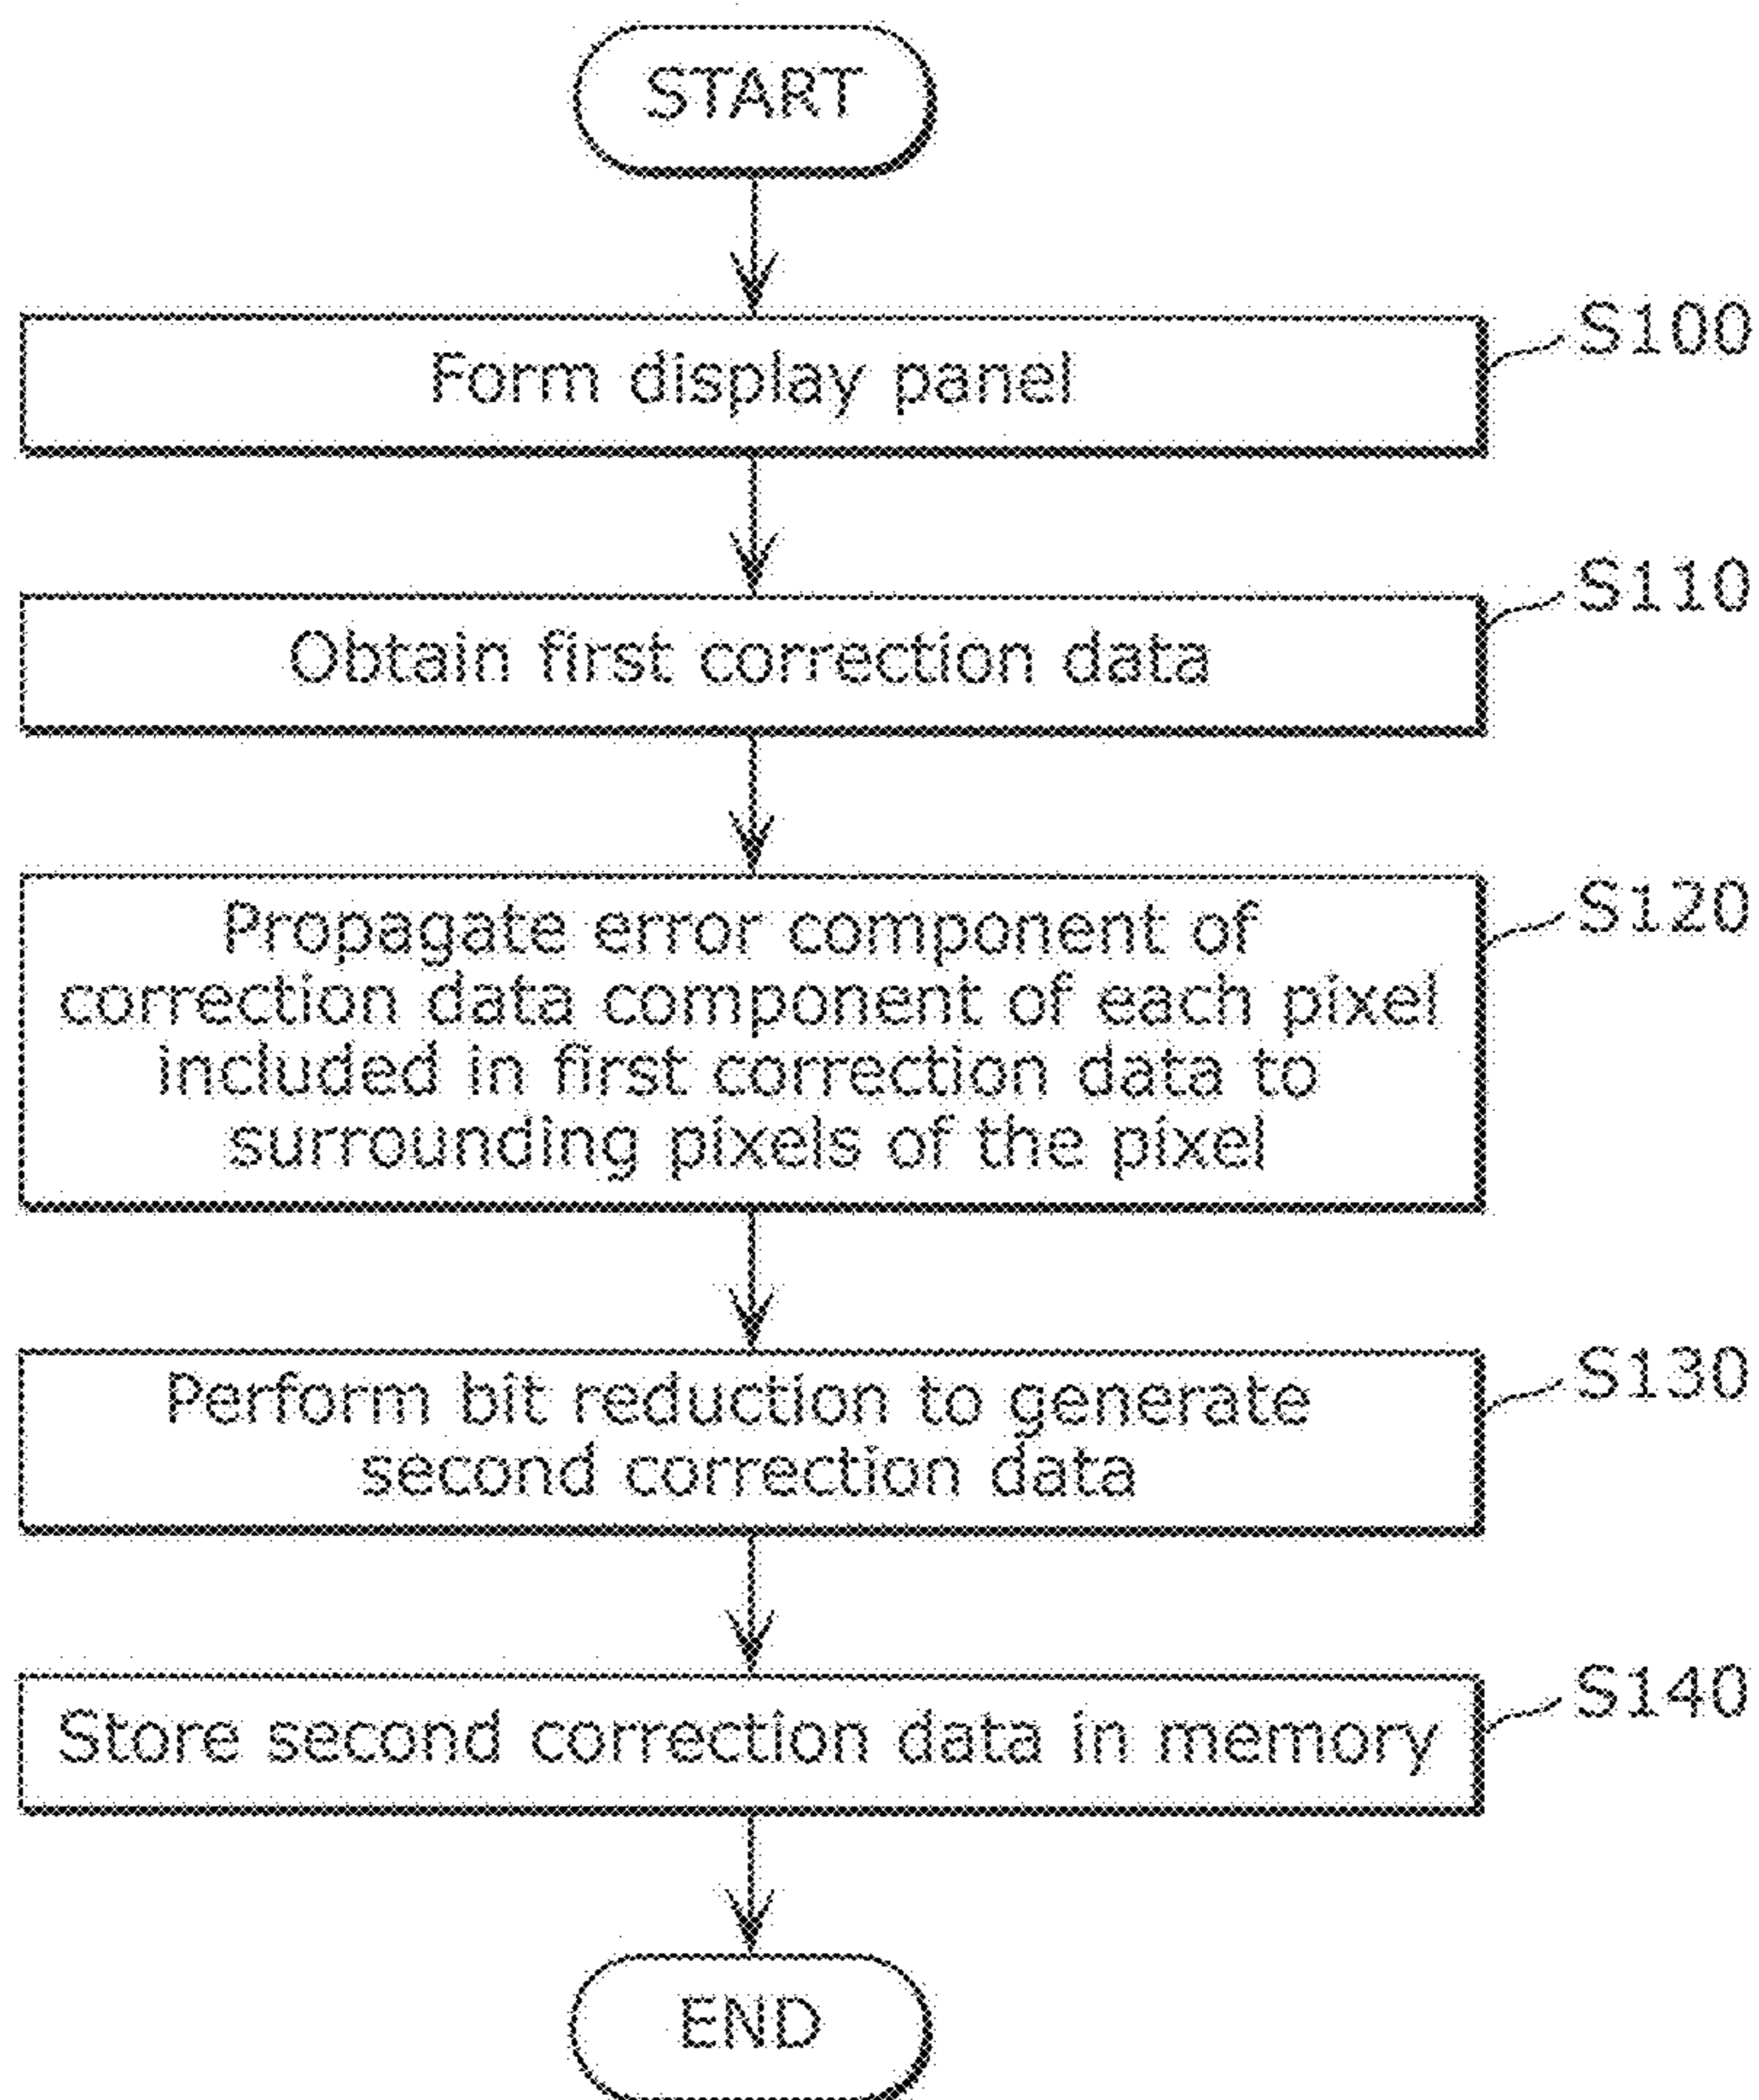 START
Form display panel
S100
Obtain first correction data
S110
Propagate error component of
correction data component of each pixel
included in first correction data to
surrounding pixels of the pixel
S120
Perform bit reduction to generate
second correction data
S130
Store second correction data in memory
S140
END